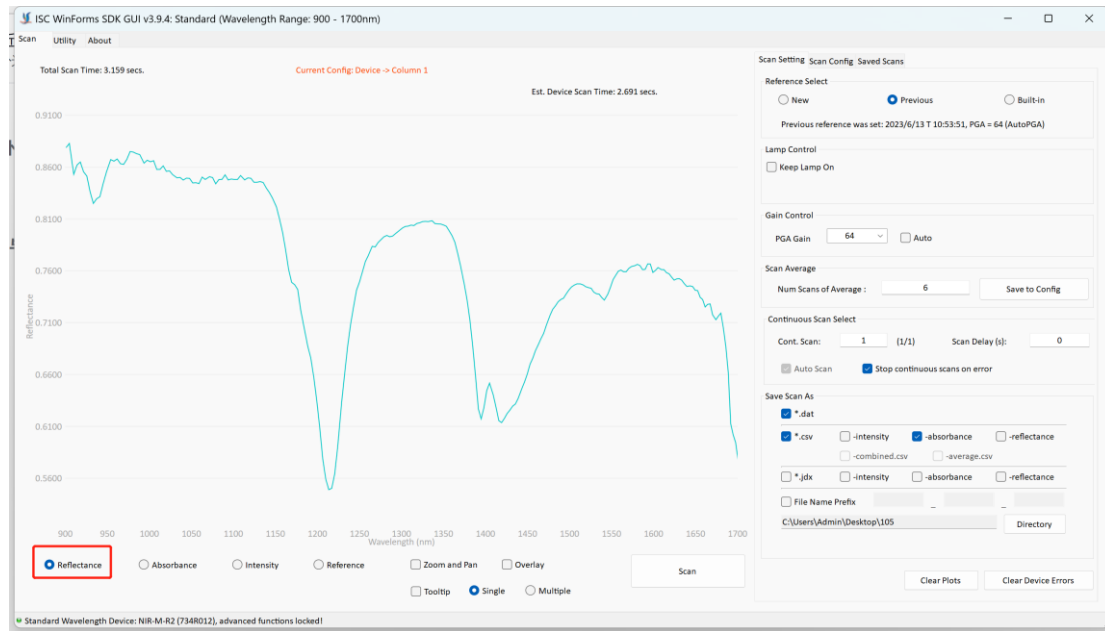 ISC WinForms SDK GUI v3.9.4: Standard (Wavelength Range: 900 - 1700nm)
Scan Utility About
Total Scan Time: 3.159 secs.
Current Config: Device -> Column 1
Est. Device Scan Time: 2.691 secs.
0.9100
0.8600
0.8100
0.7600
0.7100
0.6600
0.6100
0.5600
Reflectance
900 950 1000 1050 1100 1150 1200 1250 1300 1350 1400 1450 1500 1550 1600 1650 1700
Wavelength (nm)
Reflectance Absorbance Intensity Reference Zoom and Pan Overlay
Tooltip Single Multiple
Scan
Scan Setting Scan Config Saved Scans
Reference Select
New Previous Built-in
Previous reference was set: 2023/6/13 T 10:53:51, PGA = 64 (AutoPGA)
Lamp Control
Keep Lamp On
Gain Control
PGA Gain 64 Auto
Scan Average
Num Scans of Average : 6 Save to Config
Continuous Scan Select
Cont. Scan: 1 (1/1) Scan Delay (s): 0
Auto Scan Stop continuous scans on error
Save Scan As
*.dat
*.csv -intensity -absorbance -reflectance
-combined.csv -average.csv
*.jdx -intensity -absorbance -reflectance
File Name Prefix _ _
C:\Users\Admin\Desktop\105 Directory
Clear Plots Clear Device Errors
Standard Wavelength Device: NIR-M-R2 (734R012), advanced functions locked!